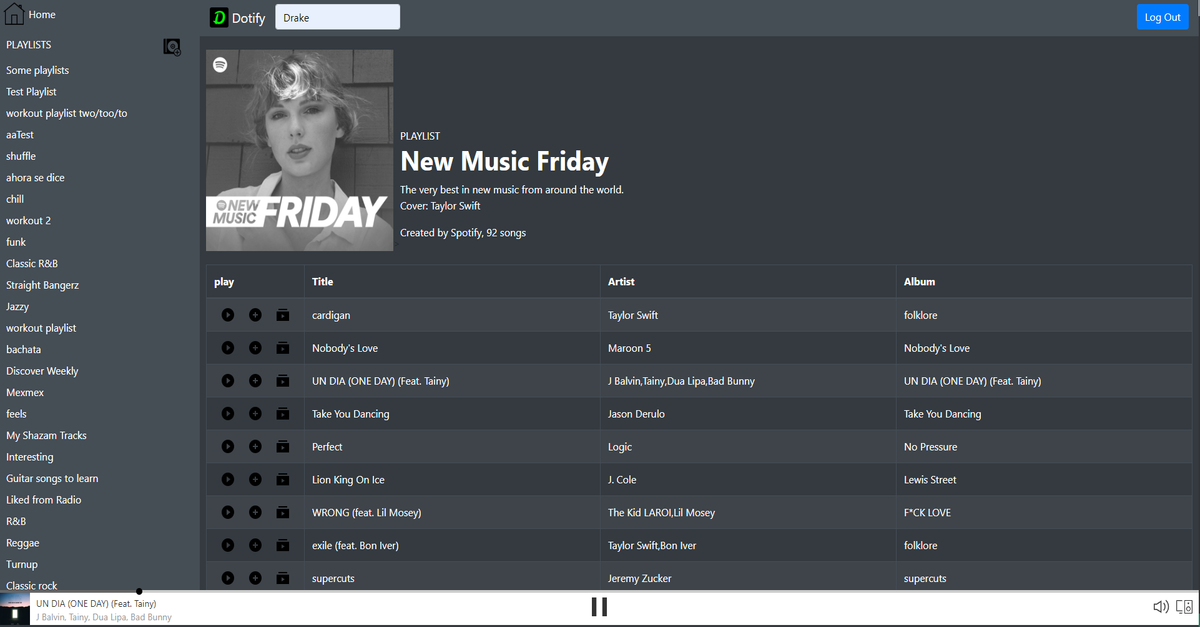 Home
PLAYLISTS
Some playlists
Test Playlist
workout playlist two/too/to
aaTest
shuffle
ahora se dice
chill
workout 2
funk
Classic R&B
Straight Bangerz
Jazzy
workout playlist
bachata
Discover Weekly
Mexmex
feels
My Shazam Tracks
Interesting
Guitar songs to learn
Liked from Radio
R&B
Reggae
Turnup
Classic rock
D Dotify Drake Log Out
NEW
MUSIC FRIDAY
PLAYLIST
New Music Friday
The very best in new music from around the world.
Cover: Taylor Swift
Created by Spotify, 92 songs
play Title Artist Album
cardigan Taylor Swift folklore
Nobody's Love Maroon 5 Nobody's Love
UN DIA (ONE DAY) (Feat. Tainy) J Balvin,Tainy,Dua Lipa,Bad Bunny UN DIA (ONE DAY) (Feat. Tainy)
Take You Dancing Jason Derulo Take You Dancing
Perfect Logic No Pressure
Lion King On Ice J. Cole Lewis Street
WRONG (feat. Lil Mosey) The Kid LAROI,Lil Mosey F*CK LOVE
exile (feat. Bon Iver) Taylor Swift,Bon Iver folklore
supercuts Jeremy Zucker supercuts
UN DIA (ONE DAY) (Feat. Tainy)
J Balvin, Tainy, Dua Lipa, Bad Bunny